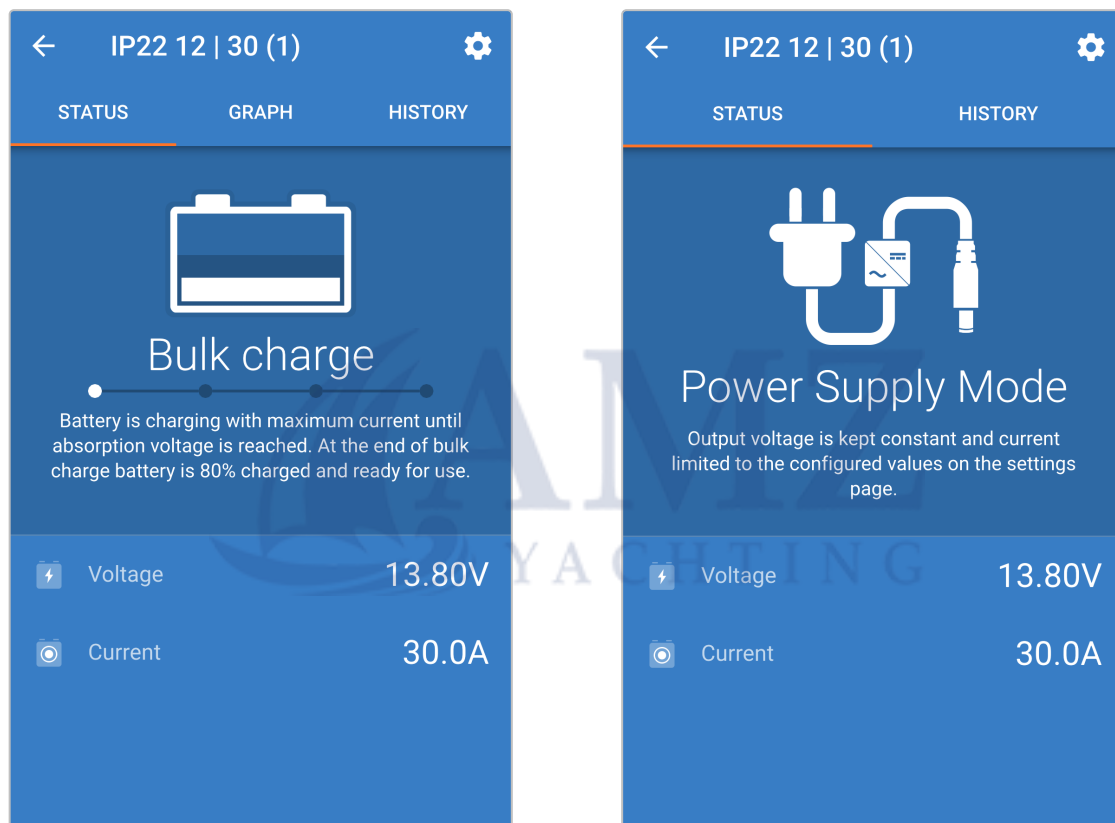 IP22 12 | 30 (1)
STATUS GRAPH HISTORY
Bulk charge
Battery is charging with maximum current until
absorption voltage is reached. At the end of bulk
charge battery is 80% charged and ready for use.
Voltage 13.80V
Current 30.0A
IP22 12 | 30 (1)
STATUS HISTORY
Power Supply Mode
Output voltage is kept constant and current
limited to the configured values on the settings
page.
Voltage 13.80V
Current 30.0A
AMZ
YACHTING